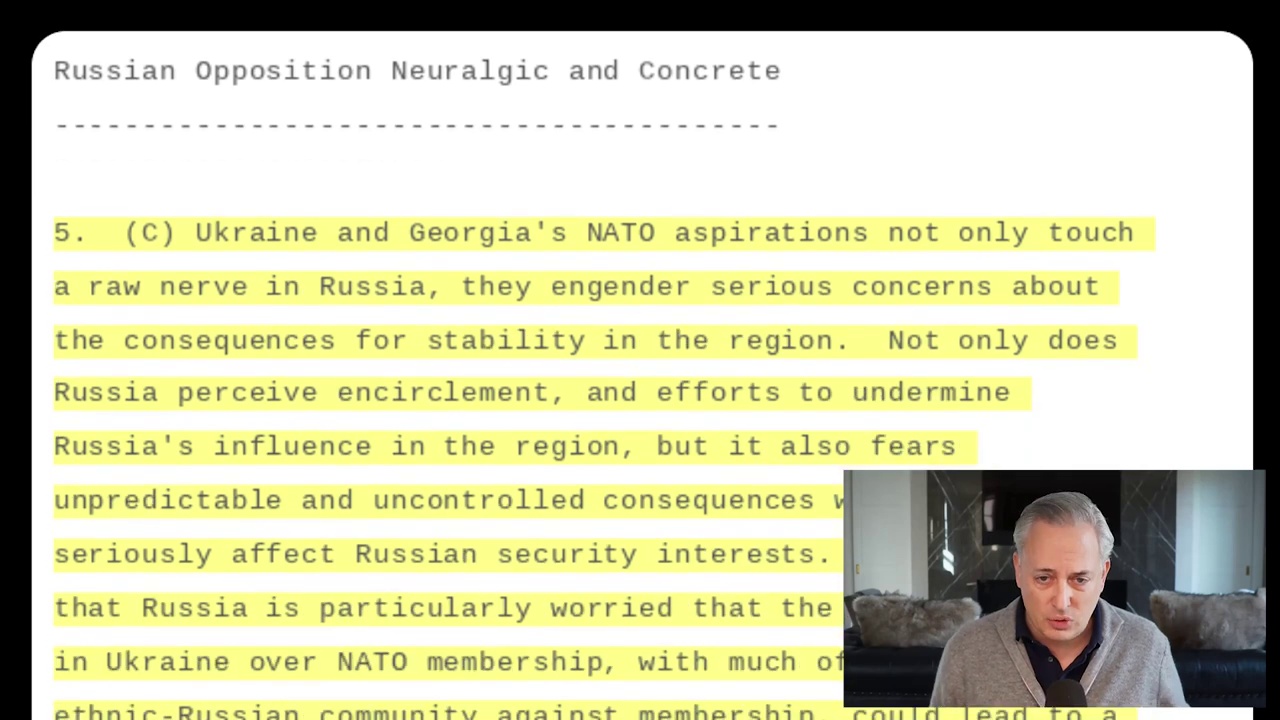 Russian Opposition Neuralgic and Concrete
-----------------------------------------
5.  (C) Ukraine and Georgia's NATO aspirations not only touch
a raw nerve in Russia, they engender serious concerns about
the consequences for stability in the region.  Not only does
Russia perceive encirclement, and efforts to undermine
Russia's influence in the region, but it also fears
unpredictable and uncontrolled consequences
seriously affect Russian security interests.
that Russia is particularly worried that the
in Ukraine over NATO membership, with much of
ethnic-Russian community against membership, could lead to a